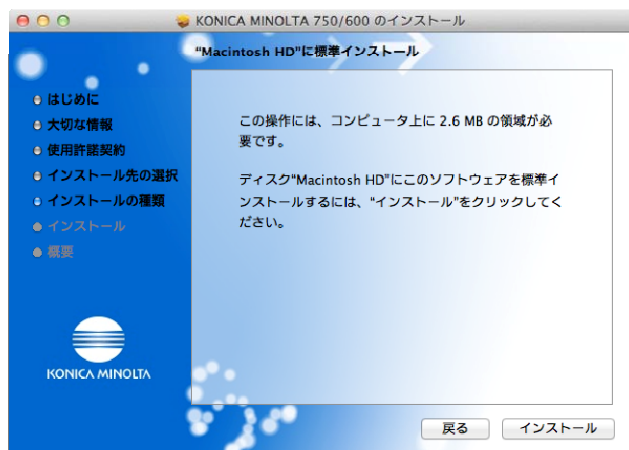 KONICA MINOLTA 750/600 のインストール
"Macintosh HD"に標準インストール
はじめに
大切な情報
使用許諾契約
インストール先の選択
インストールの種類
インストール
概要
この操作には、コンピュータ上に 2.6 MB の領域が必
要です。
ディスク"Macintosh HD"にこのソフトウェアを標準イ
ンストールするには、"インストール"をクリックしてく
ださい。
KONICA MINOLTA
戻る
インストール